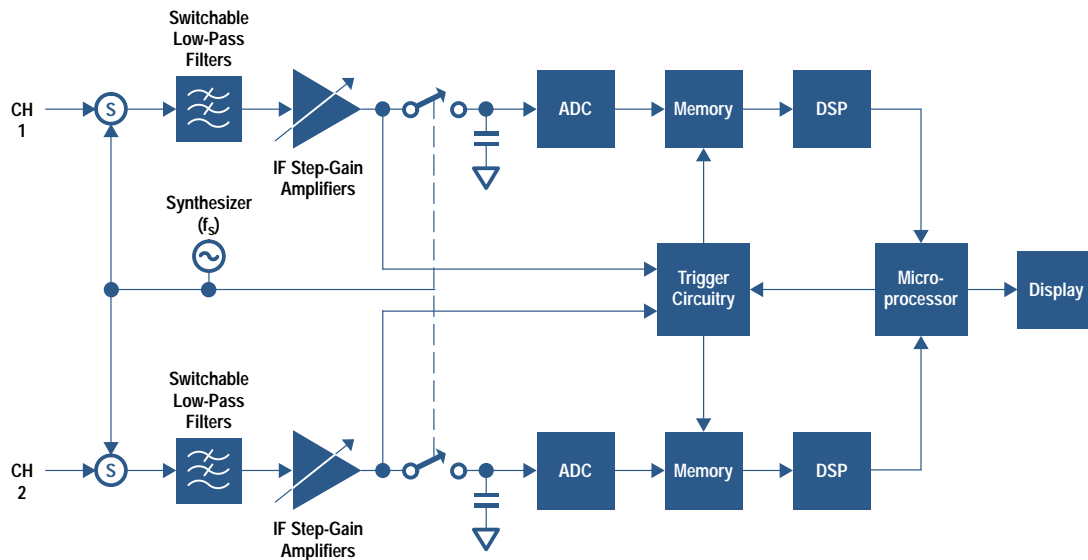 Switchable
Low-Pass
Filters
CH
1
S
IF Step-Gain
Amplifiers
ADC
Memory
DSP
Synthesizer
(fs)
Trigger
Circuitry
Micro-
processor
Display
Switchable
Low-Pass
Filters
CH
2
S
IF Step-Gain
Amplifiers
ADC
Memory
DSP